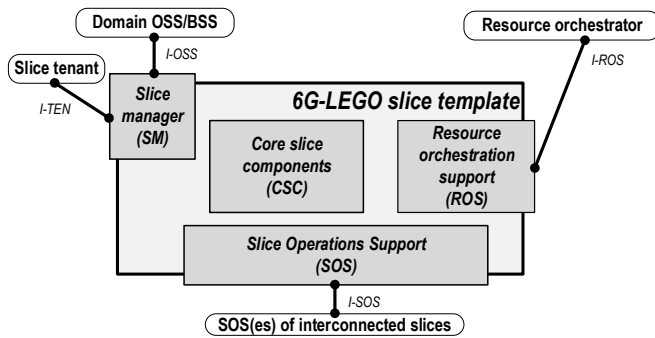 Domain OSS/BSS
Resource orchestrator
I-OSS
I-ROS
Slice tenant
I-TEN
Slice
manager
(SM)
6G-LEGO slice template
Core slice
components
(CSC)
Resource
orchestration
support
(ROS)
Slice Operations Support
(SOS)
I-SOS
SOS(es) of interconnected slices